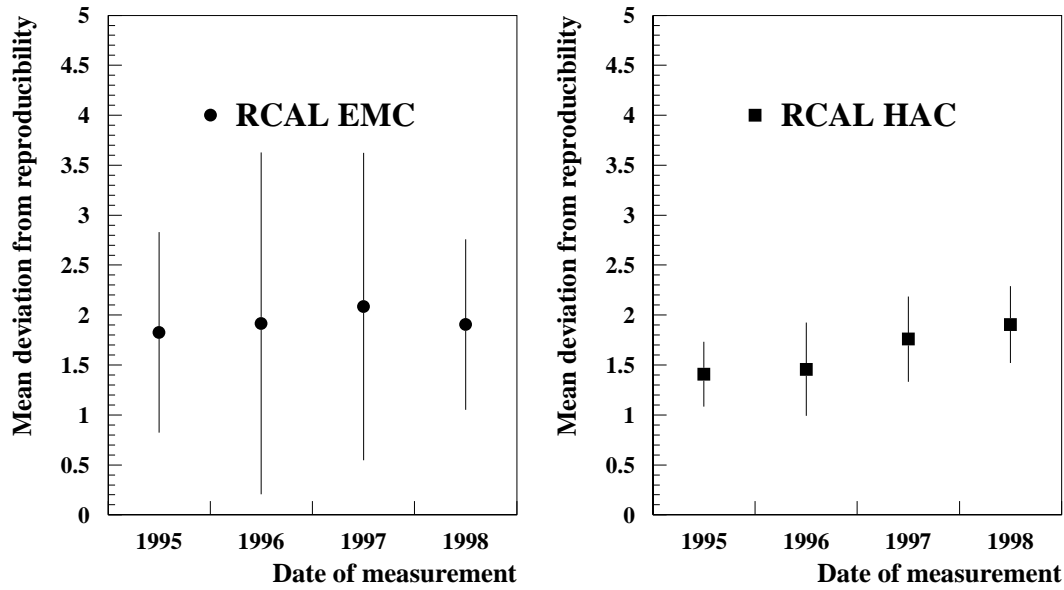 Mean deviation from reproducibility
5
4.5
4
3.5
3
2.5
2
1.5
1
0.5
0
RCAL EMC
1995 1996 1997 1998
Date of measurement
Mean deviation from reproducibility
5
4.5
4
3.5
3
2.5
2
1.5
1
0.5
0
RCAL HAC
1995 1996 1997 1998
Date of measurement